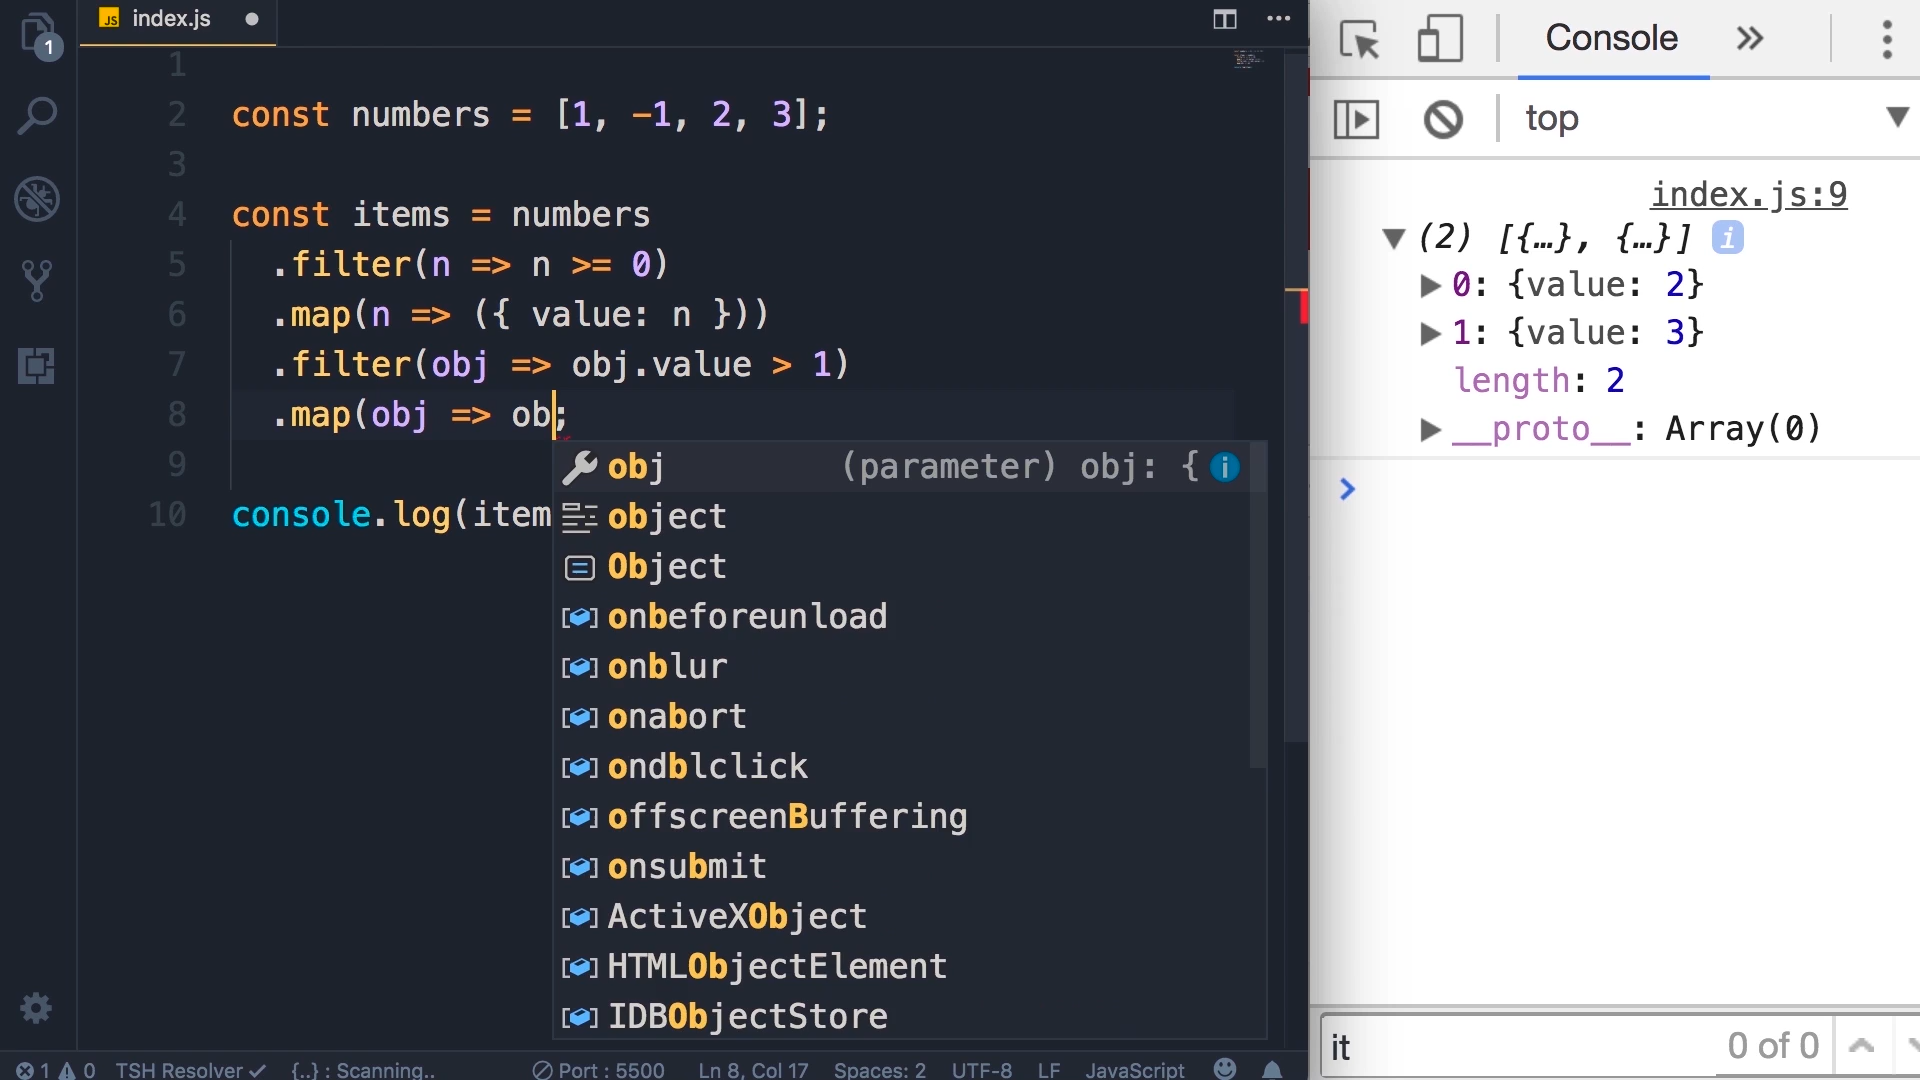 1
JS index.js
1
2 const numbers = [1, -1, 2, 3];
3
4 const items = numbers
5 .filter(n => n >= 0)
6 .map(n => ({ value: n }))
7 .filter(obj => obj.value > 1)
8 .map(obj => ob;
9
10 console.log(item
obj (parameter) obj: { i
object
Object
onbeforeunload
onblur
onabort
ondblclick
offscreenBuffering
onsubmit
ActiveXObject
HTMLObjectElement
IDBObjectStore
1 0 TSH Resolver ✓ {..} : Scanning.. Port : 5500 Ln 8, Col 17 Spaces: 2 UTF-8 LF JavaScript
Console
top
index.js:9
(2) [{…}, {…}] i
0: {value: 2}
1: {value: 3}
length: 2
__proto__: Array(0)
it 0 of 0